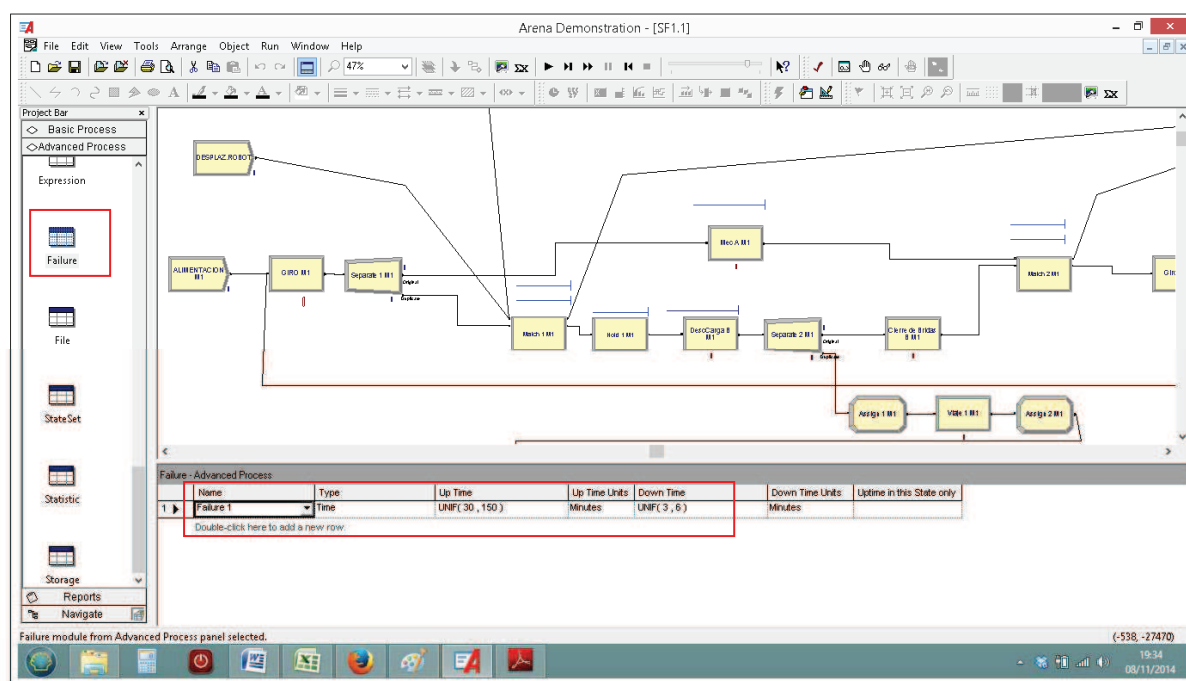 Arena Demonstration - [SF1.1]
File Edit View Tools Arrange Object Run Window Help
47%
Project Bar
Basic Process
Advanced Process
Expression
Failure
File
StateSet
Statistic
Storage
Reports
Navigate
DESPLAZ.ROBOT
ALIMENTACION M1
GIRO M1
Separate 1 M1
Original
Duplicate
Match 1 M1
Hold 1 M1
DescCarga B M1
Separate 2 M1
Original
Duplicate
Cierre de Bridas B M1
Mec A M1
Match 2 M1
Assign 1 M1
Viaje 1 M1
Assign 2 M1
Failure - Advanced Process
Name Type Up Time Up Time Units Down Time Down Time Units Uptime in this State only
1 Failure 1 Time UNIF( 30 , 150 ) Minutes UNIF( 3 , 6 ) Minutes
Double-click here to add a new row.
Failure module from Advanced Process panel selected.
(-538, -27470)
19:34
08/11/2014